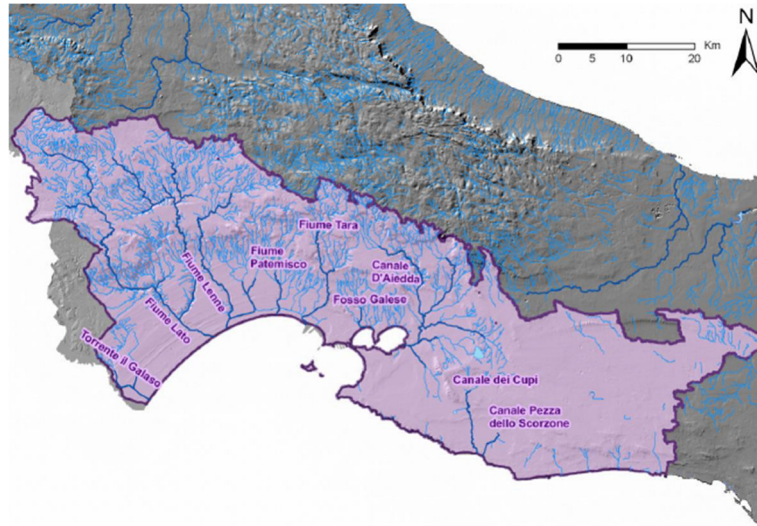 N
Km
0 5 10 20
Fiume Tara
Fiume
Patemisco
Canale
D'Aiedda
Fosso Galese
Fiume Lenne
Fiume Lato
Torrente il Galaso
Canale dei Cupi
Canale Pezza
dello Scorzone